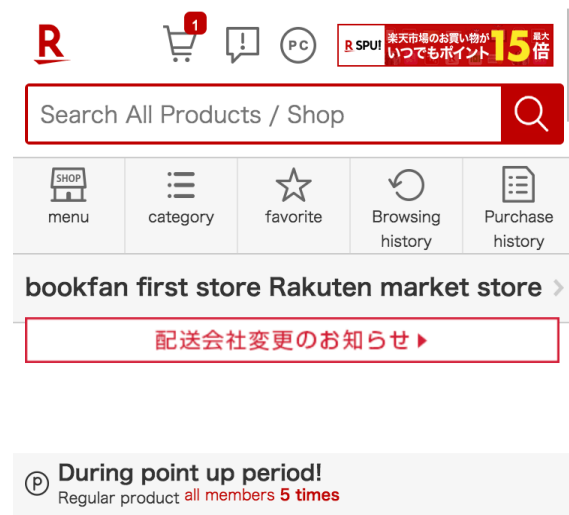 R
1
PC
R SPU! 楽天市場のお買い物が いつでもポイント 最大 15倍
Search All Products / Shop
SHOP
menu
category
favorite
Browsing history
Purchase history
bookfan first store Rakuten market store
配送会社変更のお知らせ
P During point up period!
Regular product all members 5 times